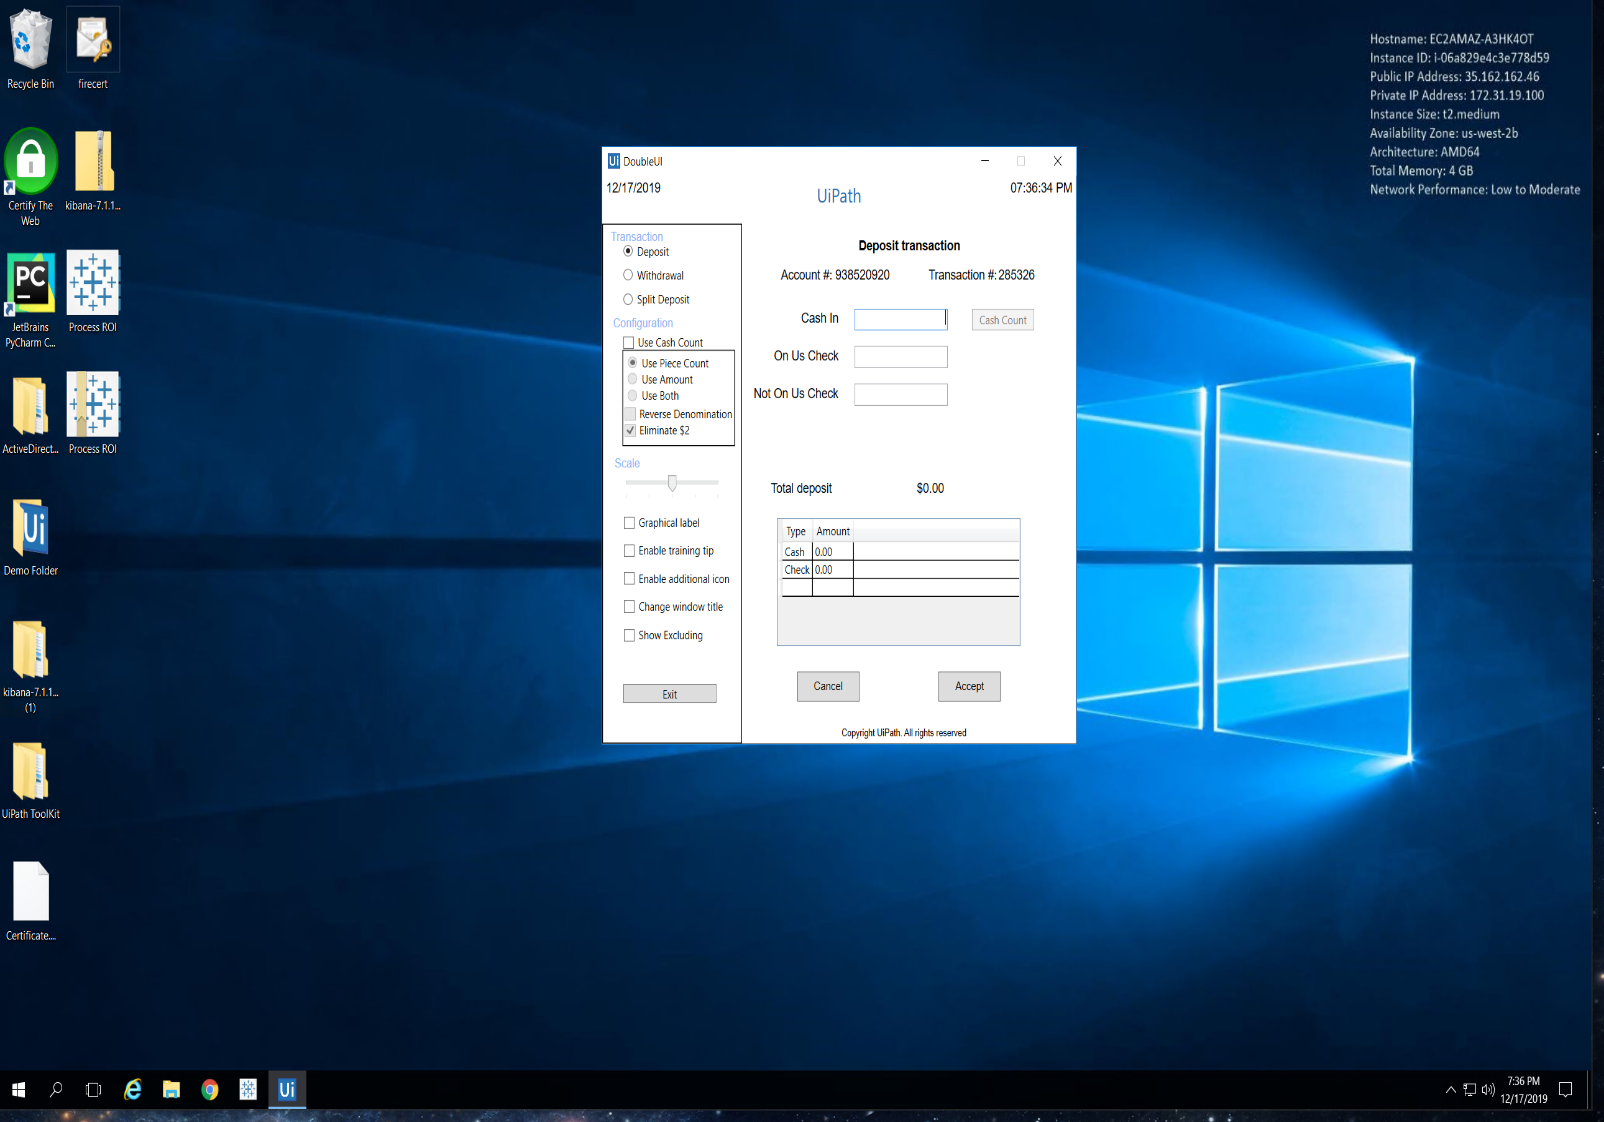 Recycle Bin
firecert
Certify The
Web
kibana-7.1.1...
JetBrains
PyCharm C...
Process ROI
ActiveDirect...
Process ROI
Demo Folder
kibana-7.1.1...
(1)
UiPath ToolKit
Certificate....
Hostname: EC2AMAZ-A3HK4OT
Instance ID: i-06a829e4c3e778d59
Public IP Address: 35.162.162.46
Private IP Address: 172.31.19.100
Instance Size: t2.medium
Availability Zone: us-west-2b
Architecture: AMD64
Total Memory: 4 GB
Network Performance: Low to Moderate
Ui DoubleUI
12/17/2019
UiPath
07:36:34 PM
Transaction
Deposit
Withdrawal
Split Deposit
Configuration
Use Cash Count
Use Piece Count
Use Amount
Use Both
Reverse Denomination
Eliminate $2
Scale
Graphical label
Enable training tip
Enable additional icon
Change window title
Show Excluding
Exit
Deposit transaction
Account #: 938520920 Transaction #: 285326
Cash In Cash Count
On Us Check
Not On Us Check
Total deposit $0.00
Type Amount
Cash 0.00
Check 0.00
Cancel Accept
Copyright UiPath. All rights reserved
PC
Ui
Ui
7:36 PM
12/17/2019